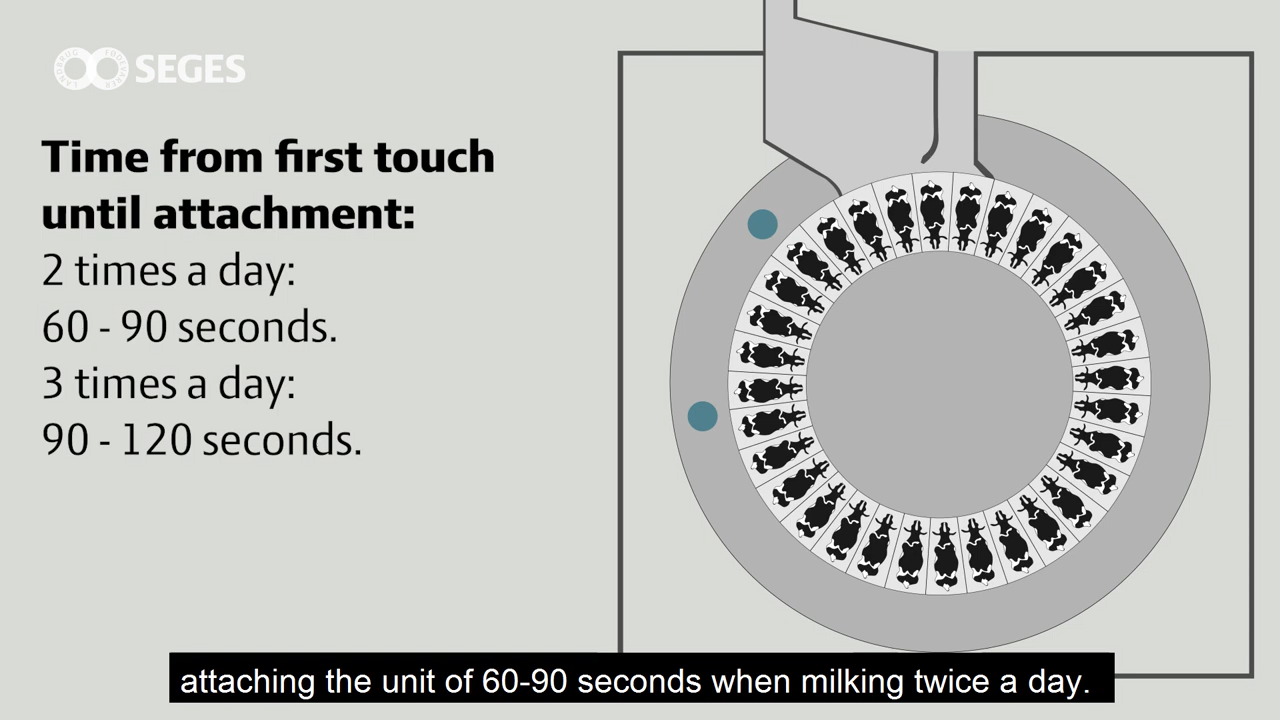 SEGES
Time from first touch
until attachment:
2 times a day:
60 - 90 seconds.
3 times a day:
90 - 120 seconds.
attaching the unit of 60-90 seconds when milking twice a day.